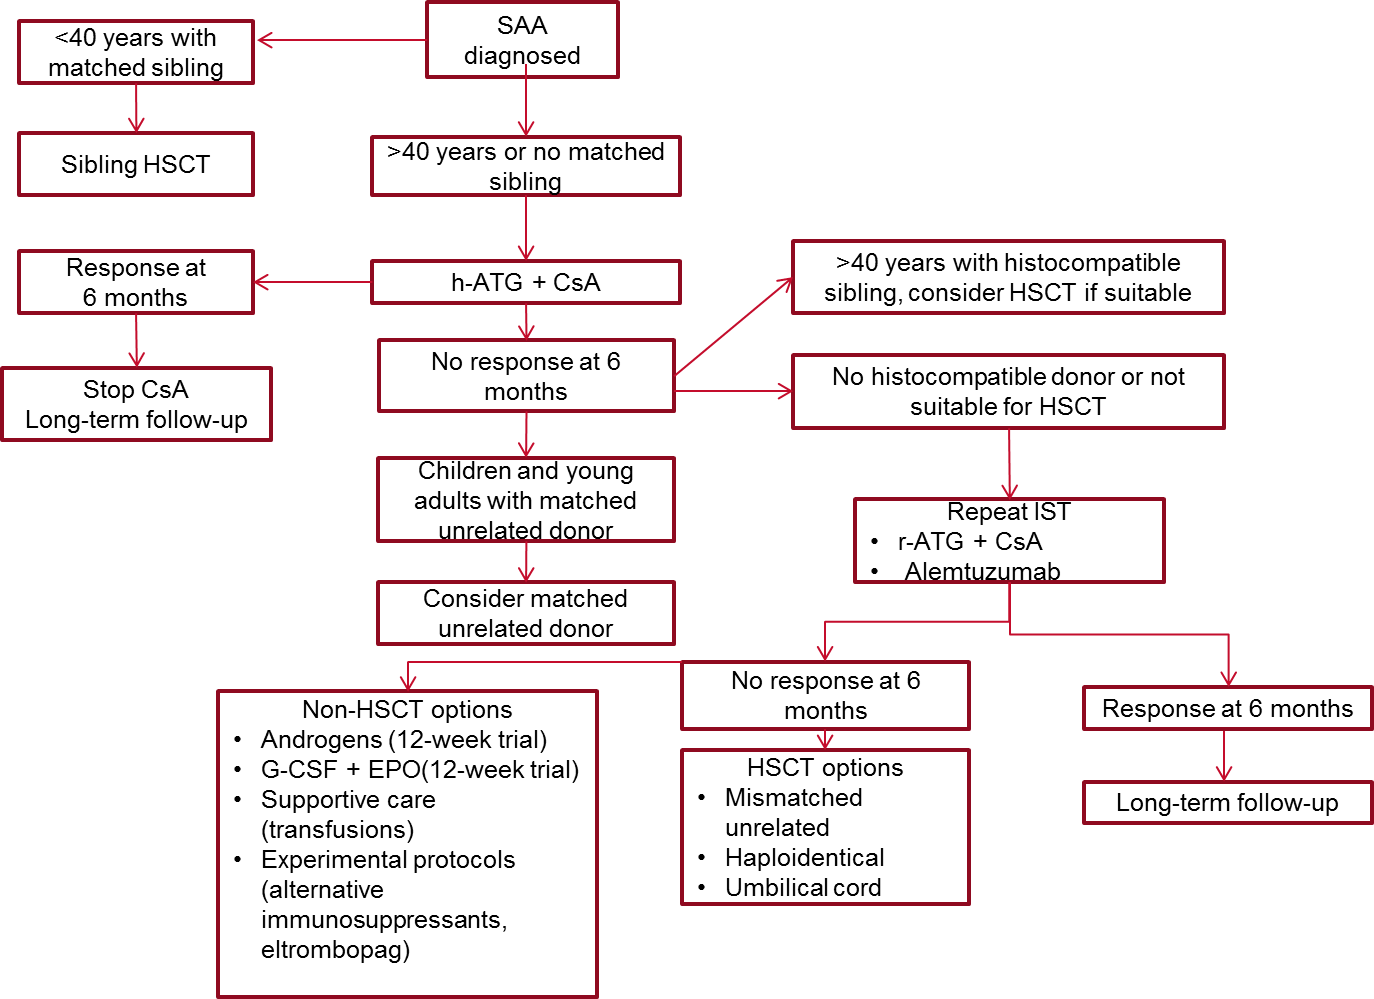 SAA
diagnosed
<40 years with
matched sibling
Sibling HSCT
>40 years or no matched
sibling
h-ATG + CsA
Response at
6 months
Stop CsA
Long-term follow-up
No response at 6
months
>40 years with histocompatible
sibling, consider HSCT if suitable
No histocompatible donor or not
suitable for HSCT
Children and young
adults with matched
unrelated donor
Consider matched
unrelated donor
Repeat IST
• r-ATG + CsA
• Alemtuzumab
No response at 6
months
Response at 6 months
Long-term follow-up
Non-HSCT options
• Androgens (12-week trial)
• G-CSF + EPO(12-week trial)
• Supportive care
(transfusions)
• Experimental protocols
(alternative
immunosuppressants,
eltrombopag)
HSCT options
• Mismatched
unrelated
• Haploidentical
• Umbilical cord